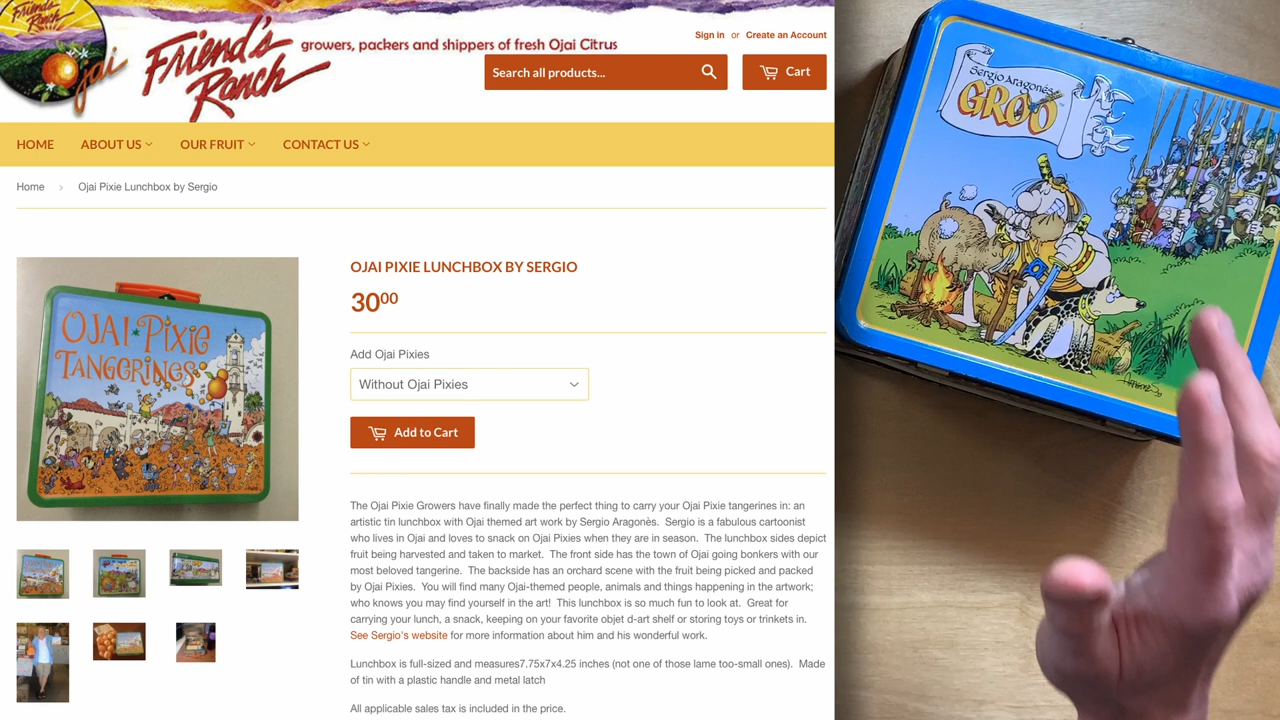 Friend's Ranch
Ojai
Friend's
Ranch
growers, packers and shippers of fresh Ojai Citrus
Sign in or Create an Account
Search all products...
Cart
HOME
ABOUT US
OUR FRUIT
CONTACT US
Home › Ojai Pixie Lunchbox by Sergio
OJAI PIXIE
TANGERINES
OJAI PIXIE LUNCHBOX BY SERGIO
30⁰⁰
Add Ojai Pixies
Without Ojai Pixies
Add to Cart
The Ojai Pixie Growers have finally made the perfect thing to carry your Ojai Pixie tangerines in: an
artistic tin lunchbox with Ojai themed art work by Sergio Aragonès. Sergio is a fabulous cartoonist
who lives in Ojai and loves to snack on Ojai Pixies when they are in season. The lunchbox sides depict
fruit being harvested and taken to market. The front side has the town of Ojai going bonkers with our
most beloved tangerine. The backside has an orchard scene with the fruit being picked and packed
by Ojai Pixies. You will find many Ojai-themed people, animals and things happening in the artwork;
who knows you may find yourself in the art! This lunchbox is so much fun to look at. Great for
carrying your lunch, a snack, keeping on your favorite objet d-art shelf or storing toys or trinkets in.
See Sergio's website for more information about him and his wonderful work.
Lunchbox is full-sized and measures7.75x7x4.25 inches (not one of those lame too-small ones). Made
of tin with a plastic handle and metal latch
All applicable sales tax is included in the price.
Sergio Aragonés
GROO